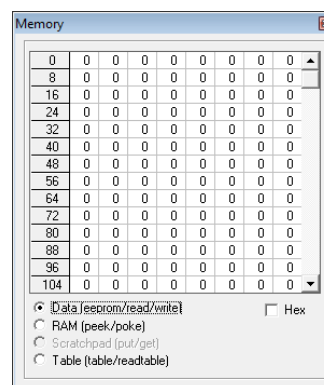 Memory
0 0 0 0 0 0 0 0 0
8 0 0 0 0 0 0 0 0
16 0 0 0 0 0 0 0 0
24 0 0 0 0 0 0 0 0
32 0 0 0 0 0 0 0 0
40 0 0 0 0 0 0 0 0
48 0 0 0 0 0 0 0 0
56 0 0 0 0 0 0 0 0
64 0 0 0 0 0 0 0 0
72 0 0 0 0 0 0 0 0
80 0 0 0 0 0 0 0 0
88 0 0 0 0 0 0 0 0
96 0 0 0 0 0 0 0 0
104 0 0 0 0 0 0 0 0
Data (eeprom/read/write) Hex
RAM (peek/poke)
Scratchpad (put/get)
Table (table/readtable)